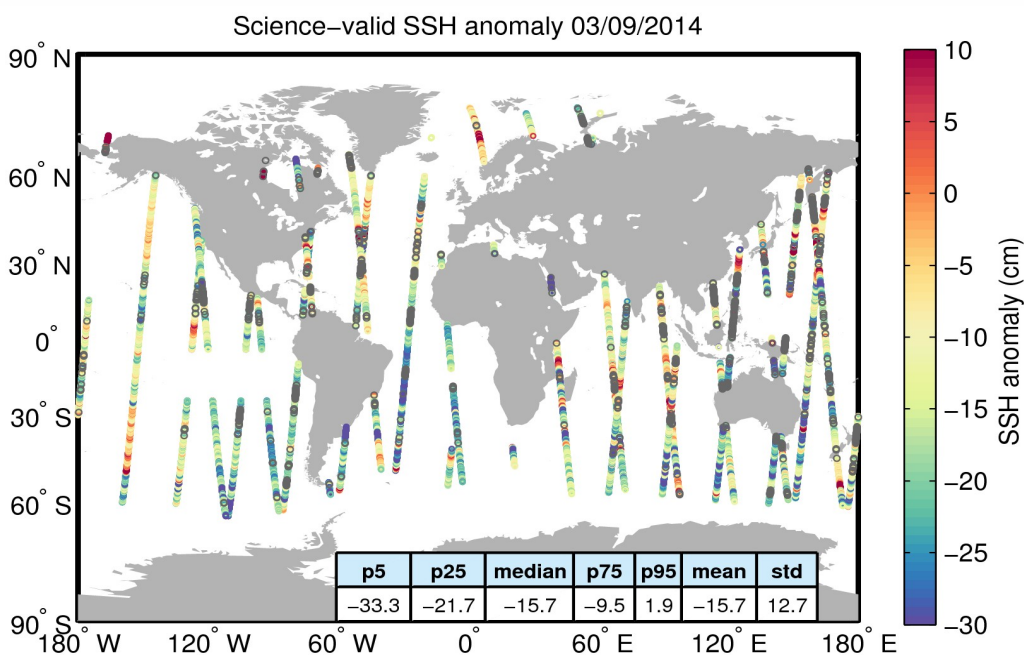 Science−valid SSH anomaly 03/09/2014
90° N
60° N
30° N
0°
30° S
60° S
90° S
180° W
120° W
60° W
0°
60° E
120° E
180° E
p5 p25 median p75 p95 mean std
−33.3 −21.7 −15.7 −9.5 1.9 −15.7 12.7
10
5
0
−5
−10
−15
−20
−25
−30
SSH anomaly (cm)